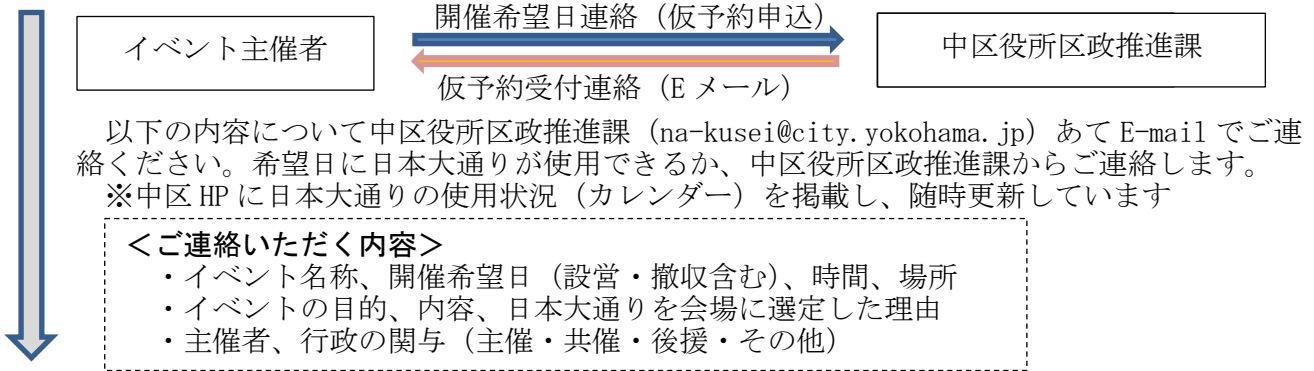 開催希望日連絡（仮予約申込）
イベント主催者
中区役所区政推進課
仮予約受付連絡（E メール）
以下の内容について中区役所区政推進課（na-kusei@city.yokohama.jp）あて E-mail でご連
絡ください。希望日に日本大通りが使用できるか、中区役所区政推進課からご連絡します。
※中区 HP に日本大通りの使用状況（カレンダー）を掲載し、随時更新しています
＜ご連絡いただく内容＞
・イベント名称、開催希望日（設営・撤収含む）、時間、場所
・イベントの目的、内容、日本大通りを会場に選定した理由
・主催者、行政の関与（主催・共催・後援・その他）